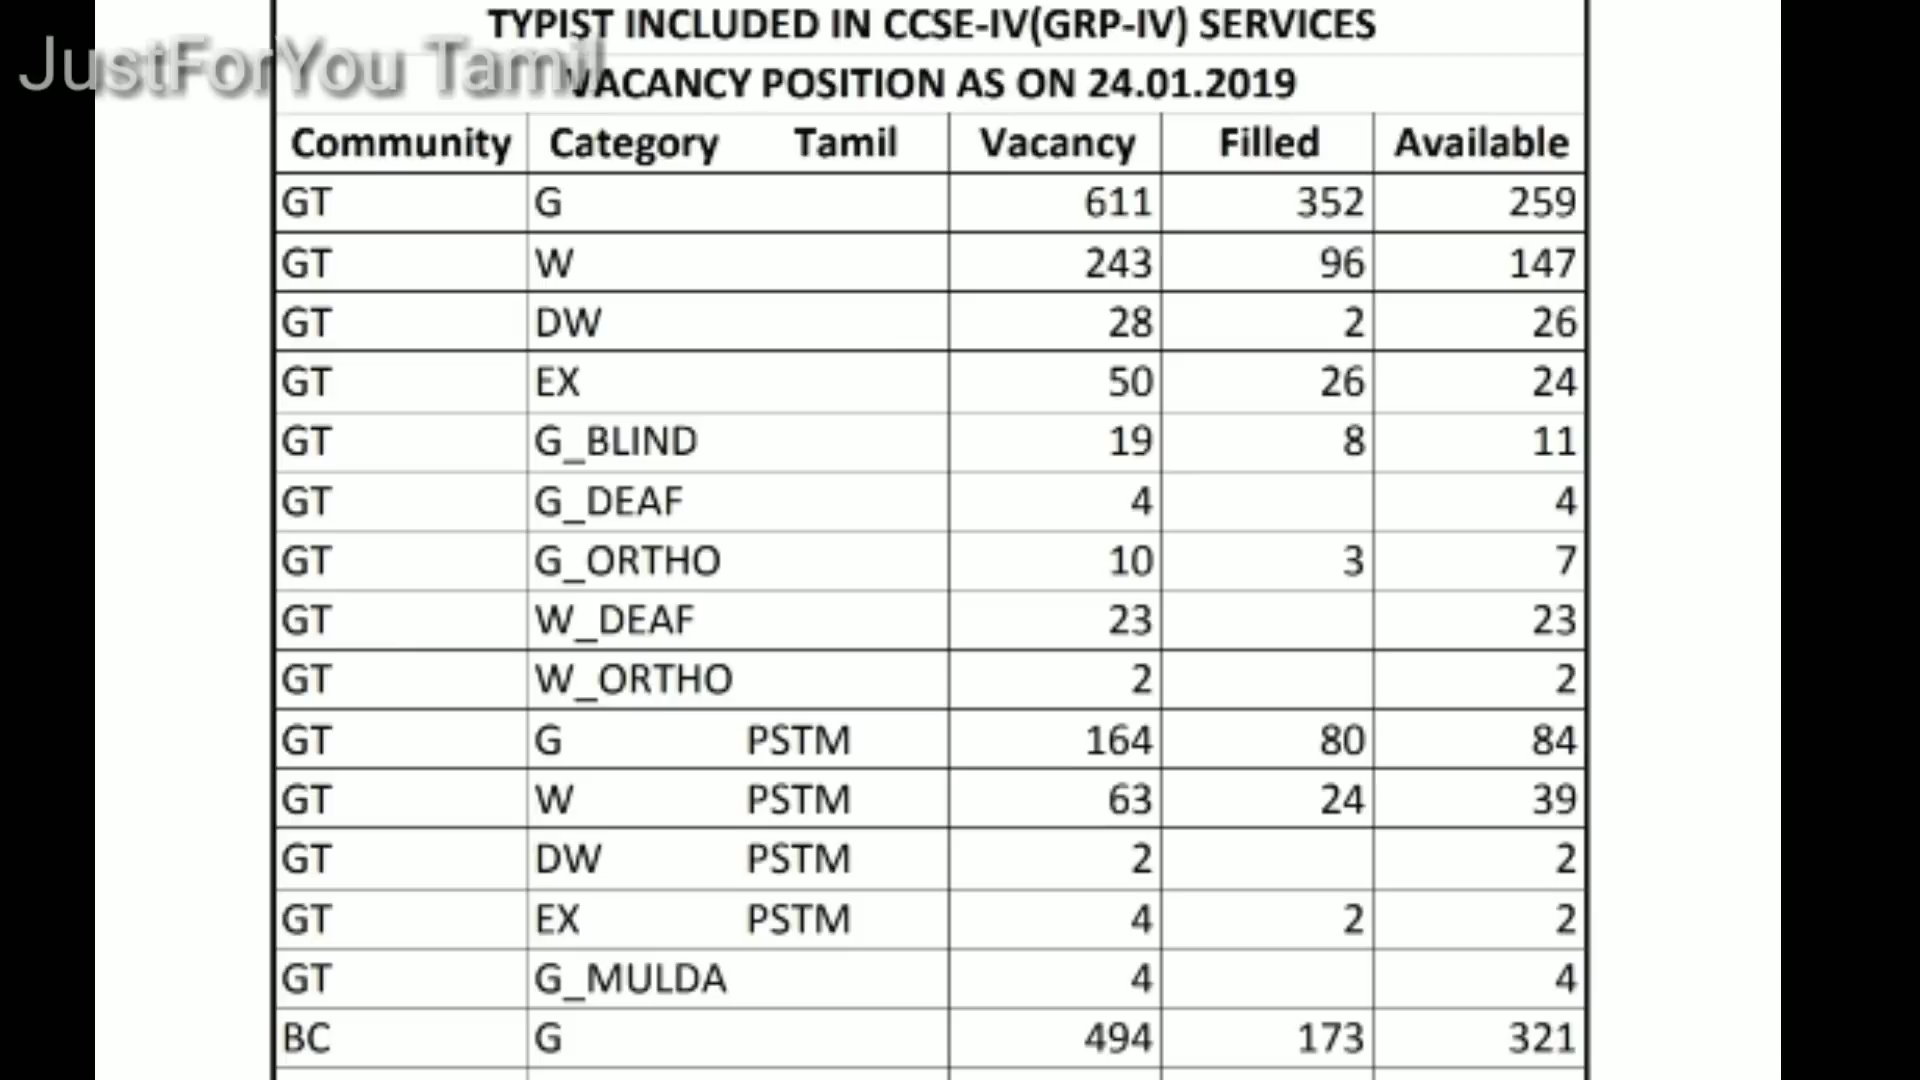 TYPIST INCLUDED IN CCSE-IV(GRP-IV) SERVICES
JustForYou Tamil
VACANCY POSITION AS ON 24.01.2019
Community Category Tamil Vacancy Filled Available
GT G 611 352 259
GT W 243 96 147
GT DW 28 2 26
GT EX 50 26 24
GT G_BLIND 19 8 11
GT G_DEAF 4 4
GT G_ORTHO 10 3 7
GT W_DEAF 23 23
GT W_ORTHO 2 2
GT G PSTM 164 80 84
GT W PSTM 63 24 39
GT DW PSTM 2 2
GT EX PSTM 4 2 2
GT G_MULDA 4 4
BC G 494 173 321